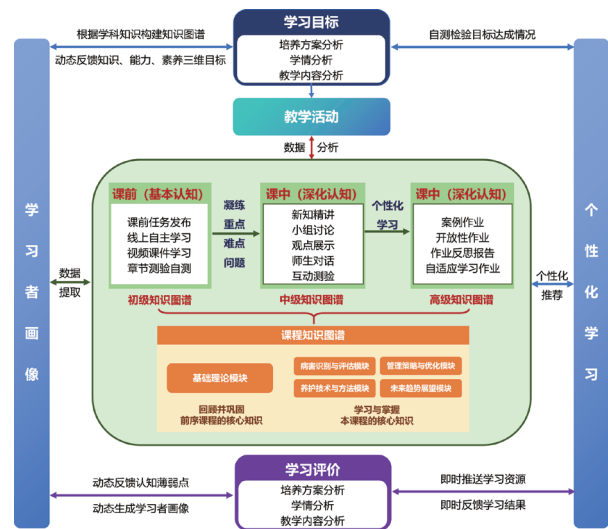 学习目标
培养方案分析
学情分析
教学内容分析
根据学科知识构建知识图谱
动态反馈知识、能力、素养三维目标
自测检验目标达成情况
教学活动
数据 分析
学习者画像
个性化学习
课前（基本认知）
课前任务发布
线上自主学习
视频课件学习
章节测验自测
初级知识图谱
凝练
重点
难点
问题
课中（深化认知）
新知精讲
小组讨论
观点展示
师生对话
互动测验
中级知识图谱
个性化
学习
课中（深化认知）
案例作业
开放性作业
作业反思报告
自适应学习作业
高级知识图谱
数据
提取
个性化
推荐
课程知识图谱
基础理论模块
回顾并巩固
前序课程的核心知识
病害识别与评估模块
管理策略与优化模块
养护技术与方法模块
未来趋势展望模块
学习与掌握
本课程的核心知识
学习评价
培养方案分析
学情分析
教学内容分析
动态反馈认知薄弱点
动态生成学习者画像
即时推送学习资源
即时反馈学习结果